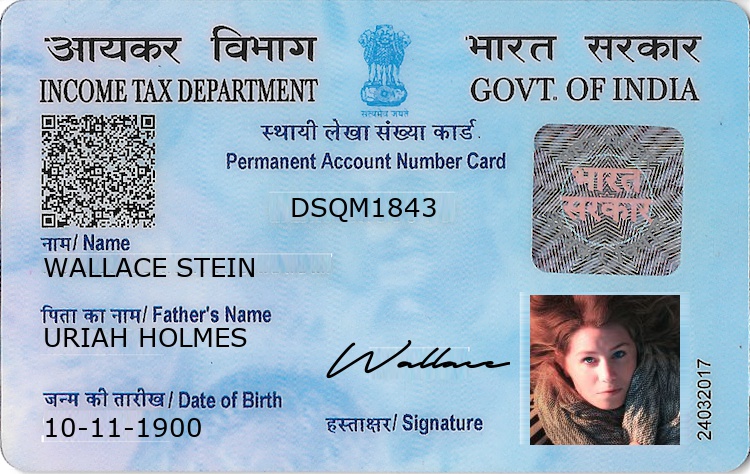 आयकर विभाग
भारत सरकार
INCOME TAX DEPARTMENT
GOVT. OF INDIA
सत्यमेव जयते
स्थायी लेखा संख्या कार्ड
Permanent Account Number Card
DSQM1843
भारत
सरकार
नाम/ Name
WALLACE STEIN
पिता का नाम/ Father's Name
URIAH HOLMES
Wallace
जन्म की तारीख/ Date of Birth
10-11-1900
हस्ताक्षर/ Signature
24032017